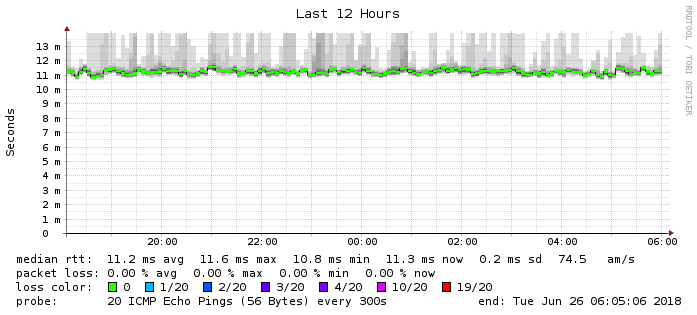 Last 12 Hours
RRDTOOL / TOBI OETIKER
Seconds
13 m
12 m
11 m
10 m
9 m
8 m
7 m
6 m
5 m
4 m
3 m
2 m
1 m
0
20:00 22:00 00:00 02:00 04:00 06:00
median rtt: 11.2 ms avg 11.6 ms max 10.8 ms min 11.3 ms now 0.2 ms sd 74.5 am/s
packet loss: 0.00 % avg 0.00 % max 0.00 % min 0.00 % now
loss color: 0 1/20 2/20 3/20 4/20 10/20 19/20
probe: 20 ICMP Echo Pings (56 Bytes) every 300s end: Tue Jun 26 06:05:06 2018